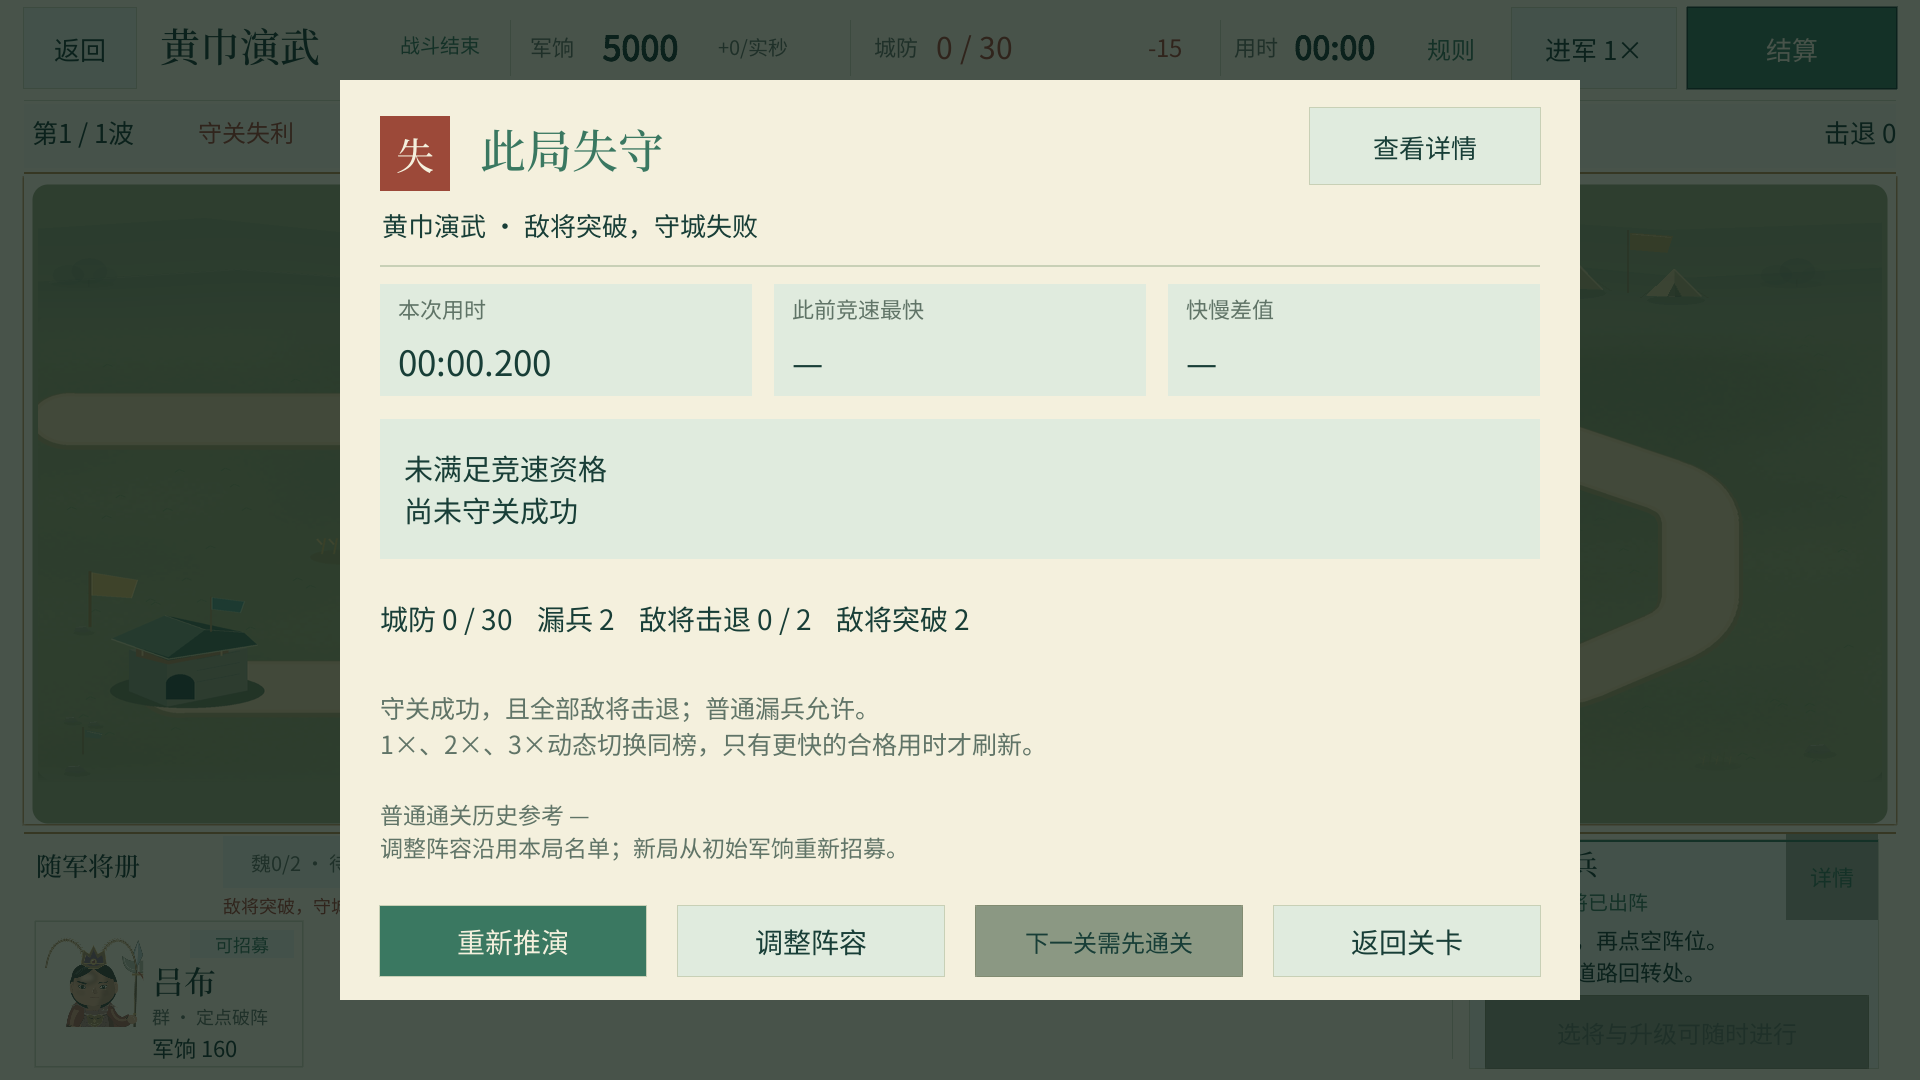 返回
黄巾演武
战斗结束
军饷 5000 +0/实秒
城防 0 / 30 -15
用时 00:00
规则
进军 1×
结算
第1 / 1波
守关失利
击退 0
失
此局失守
查看详情
黄巾演武 · 敌将突破，守城失败
本次用时
00:00.200
此前竞速最快
—
快慢差值
—
未满足竞速资格
尚未守关成功
城防 0 / 30 漏兵 2 敌将击退 0 / 2 敌将突破 2
守关成功，且全部敌将击退；普通漏兵允许。
1×、2×、3×动态切换同榜，只有更快的合格用时才刷新。
普通通关历史参考 —
调整阵容沿用本局名单；新局从初始军饷重新招募。
重新推演
调整阵容
下一关需先通关
返回关卡
随军将册
魏0/2 · 
敌将突破，守
可招募
吕布
群 · 定点破阵
军饷 160
兵
详情
已出阵
再点空阵位。
道路回转处。
选将与升级可随时进行